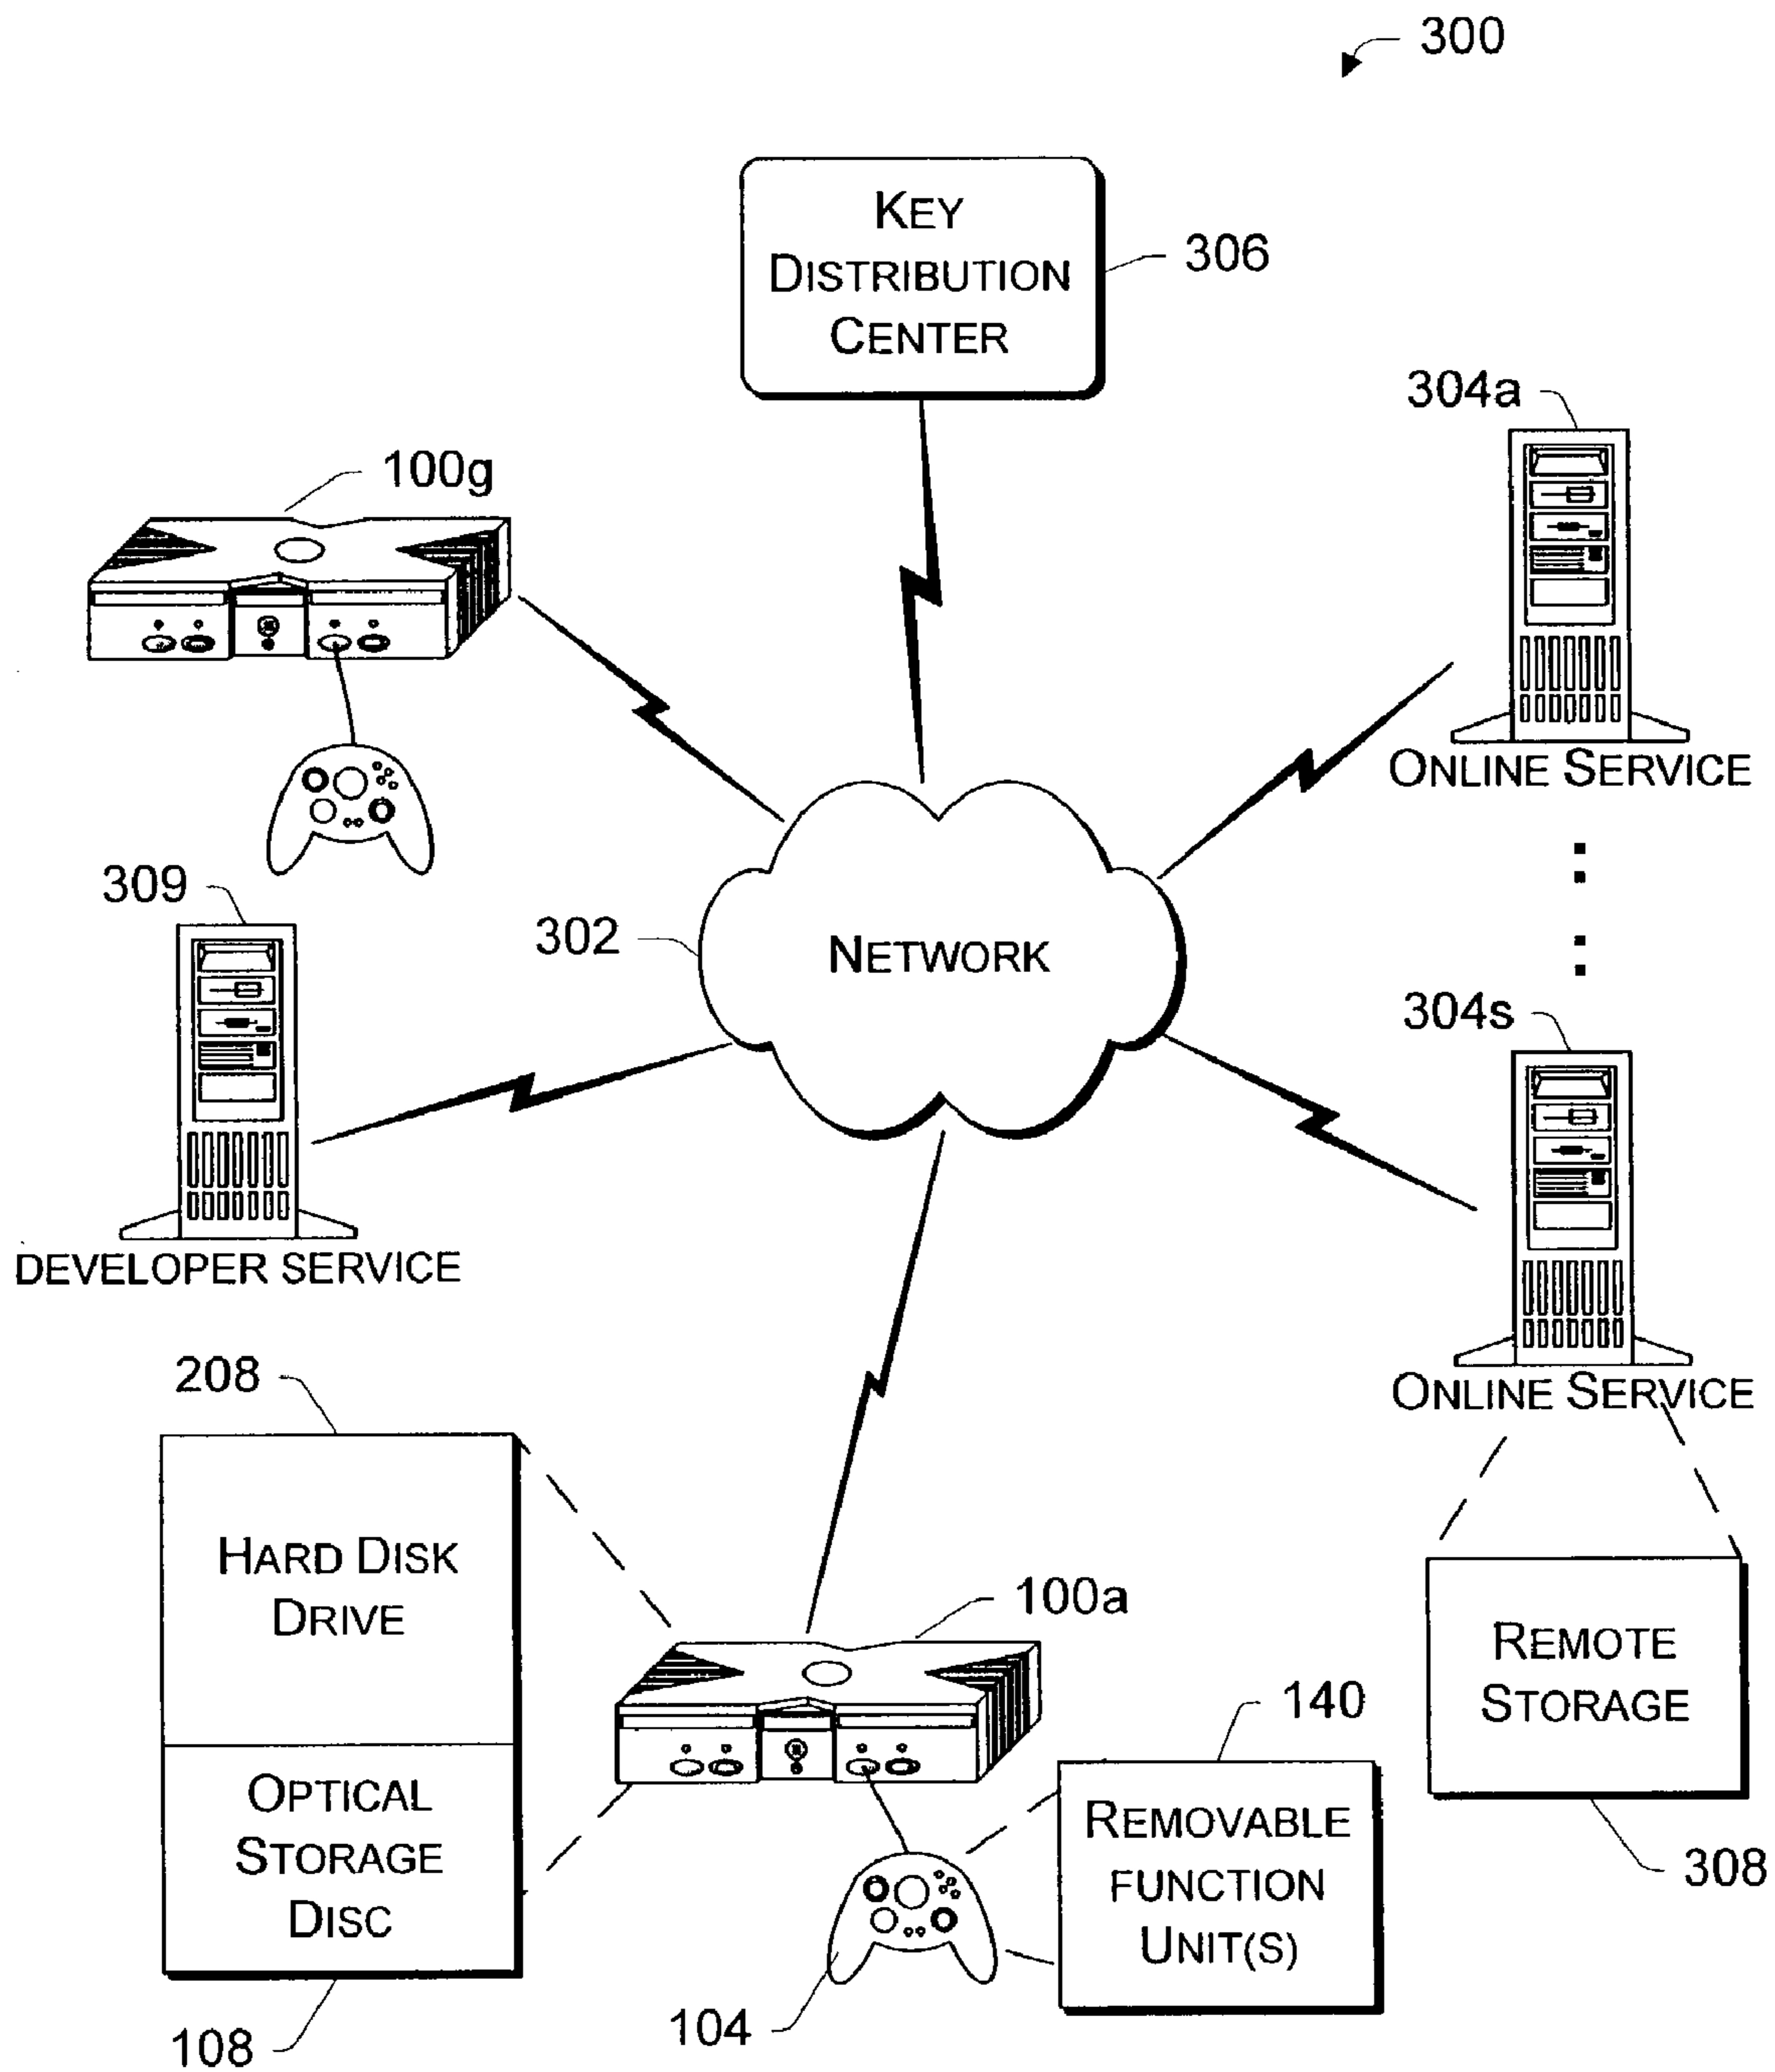 300
KEY
DISTRIBUTION
CENTER
306
304a
100g
ONLINE SERVICE
309
302
NETWORK
304s
DEVELOPER SERVICE
208
ONLINE SERVICE
HARD DISK
DRIVE
100a
REMOTE
STORAGE
140
OPTICAL
STORAGE
DISC
REMOVABLE
FUNCTION
UNIT(S)
308
104
108